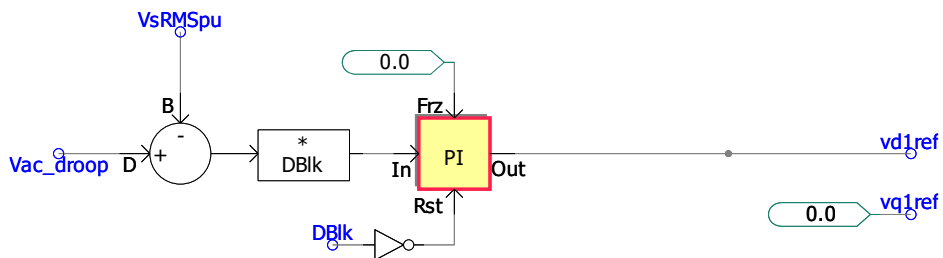 VsRMSpu
0.0
B
Frz
-
*
Vac_droop
D
+
DBlk
In
PI
Out
vd1ref
Rst
0.0
vq1ref
DBlk